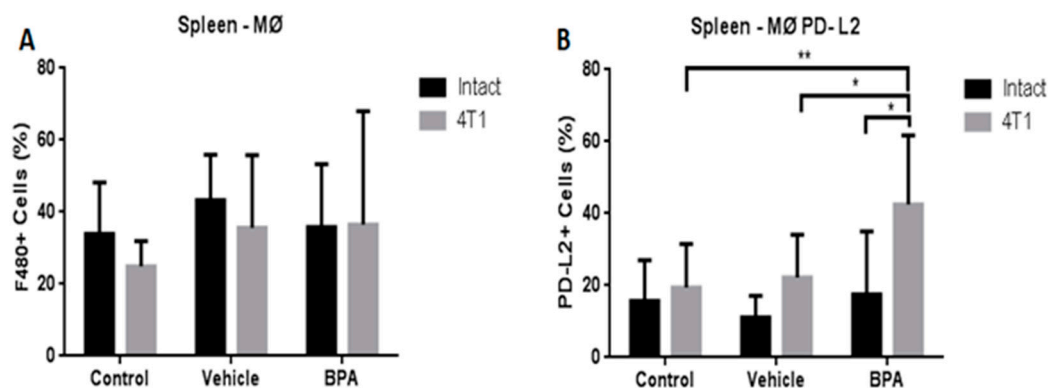 A
Spleen - MØ
80
60
40
20
0
F480+ Cells (%)
Control Vehicle BPA
Intact
4T1
B
Spleen - MØ PD- L2
**
*
*
80
60
40
20
0
PD-L2+ Cells (%)
Control Vehicle BPA
Intact
4T1